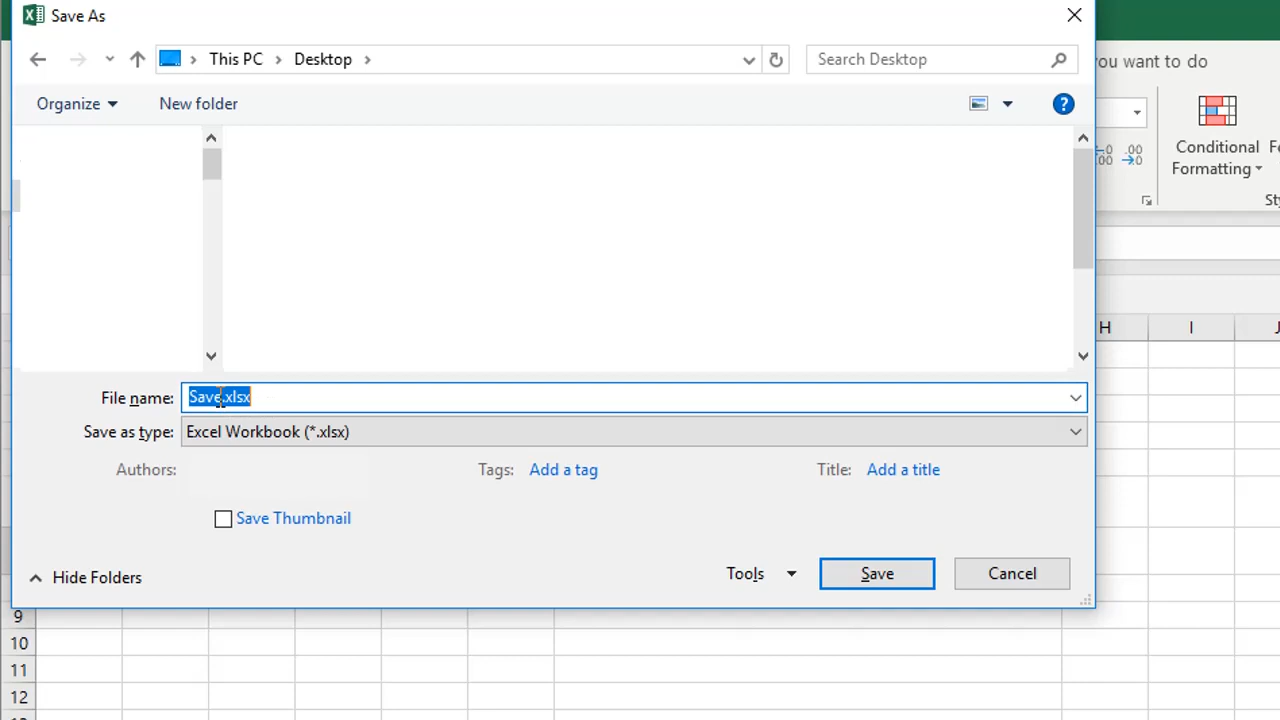 Save As
This PC > Desktop >
Search Desktop
you want to do
Organize
New folder
?
Conditional
Formatting
.00
H I
File name: Save.xlsx
Save as type: Excel Workbook (*.xlsx)
Authors:
Tags: Add a tag
Title: Add a title
Save Thumbnail
Hide Folders
Tools
Save
Cancel
9
10
11
12